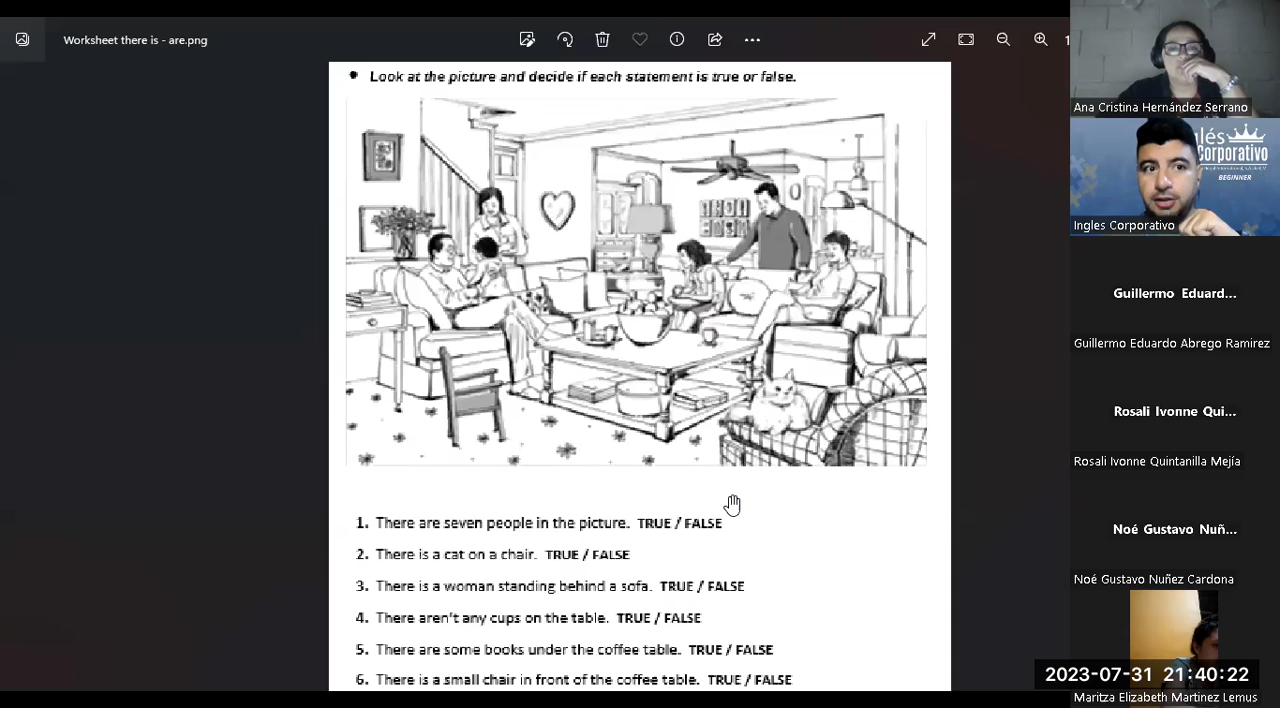 Worksheet there is - are.png
1
Look at the picture and decide if each statement is true or false.
1. There are seven people in the picture. TRUE / FALSE
2. There is a cat on a chair. TRUE / FALSE
3. There is a woman standing behind a sofa. TRUE / FALSE
4. There aren't any cups on the table. TRUE / FALSE
5. There are some books under the coffee table. TRUE / FALSE
6. There is a small chair in front of the coffee table. TRUE / FALSE
Ana Cristina Hernández Serrano
lés
Corporativo
BEGINNER
Ingles Corporativo
Guillermo Eduard...
Guillermo Eduardo Abrego Ramirez
Rosali Ivonne Qui...
Rosali Ivonne Quintanilla Mejía
Noé Gustavo Nuñ...
Noé Gustavo Nuñez Cardona
2023-07-31 21:40:22
Maritza Elizabeth Martinez Lemus